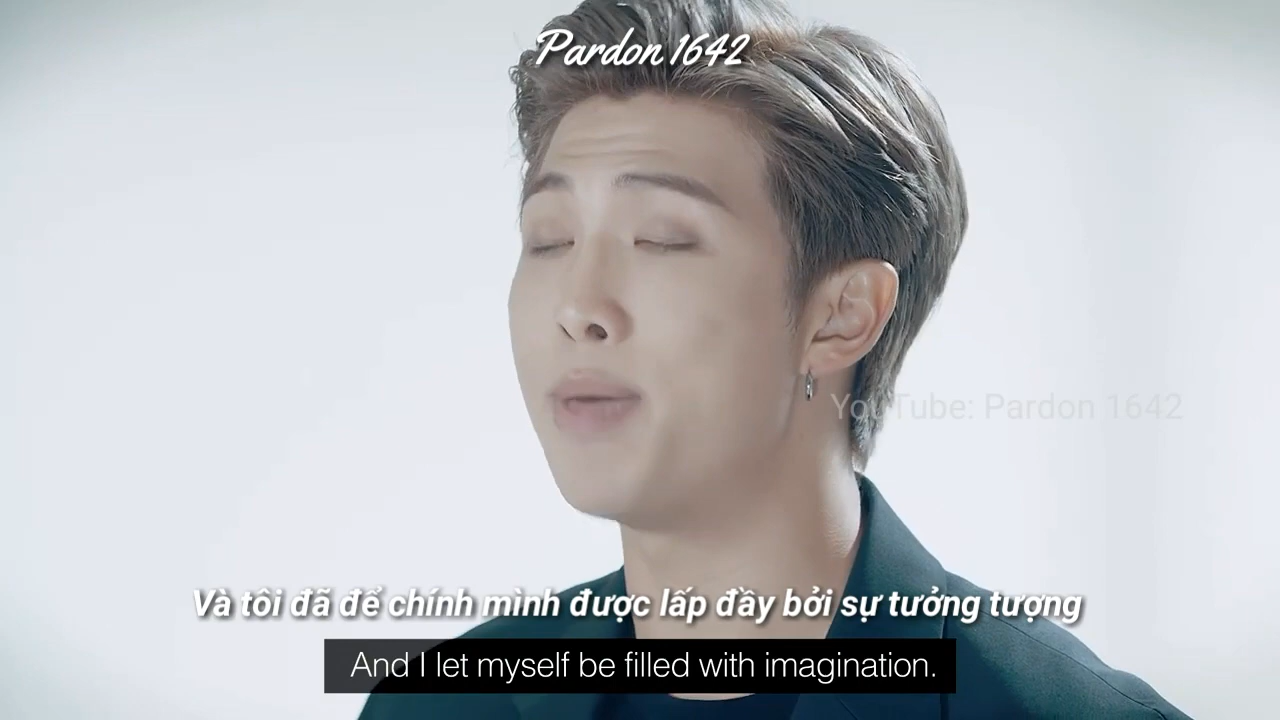 Pardon 1642
YouTube: Pardon 1642
Và tôi đã để chính mình được lấp đầy bởi sự tưởng tượng
And I let myself be filled with imagination.